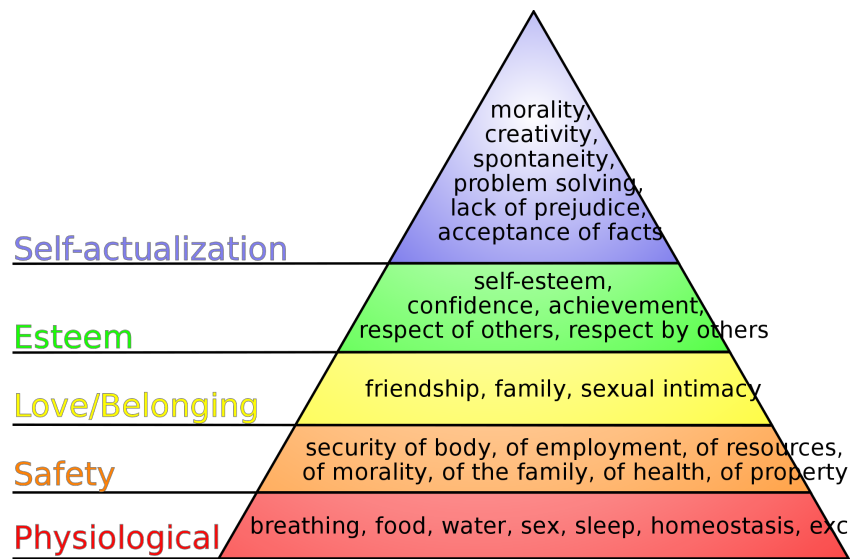 morality,
creativity,
spontaneity,
problem solving,
lack of prejudice,
acceptance of facts
Self-actualization
self-esteem,
confidence, achievement,
respect of others, respect by others
Esteem
friendship, family, sexual intimacy
Love/Belonging
security of body, of employment, of resources,
of morality, of the family, of health, of property
Safety
breathing, food, water, sex, sleep, homeostasis,
Physiological